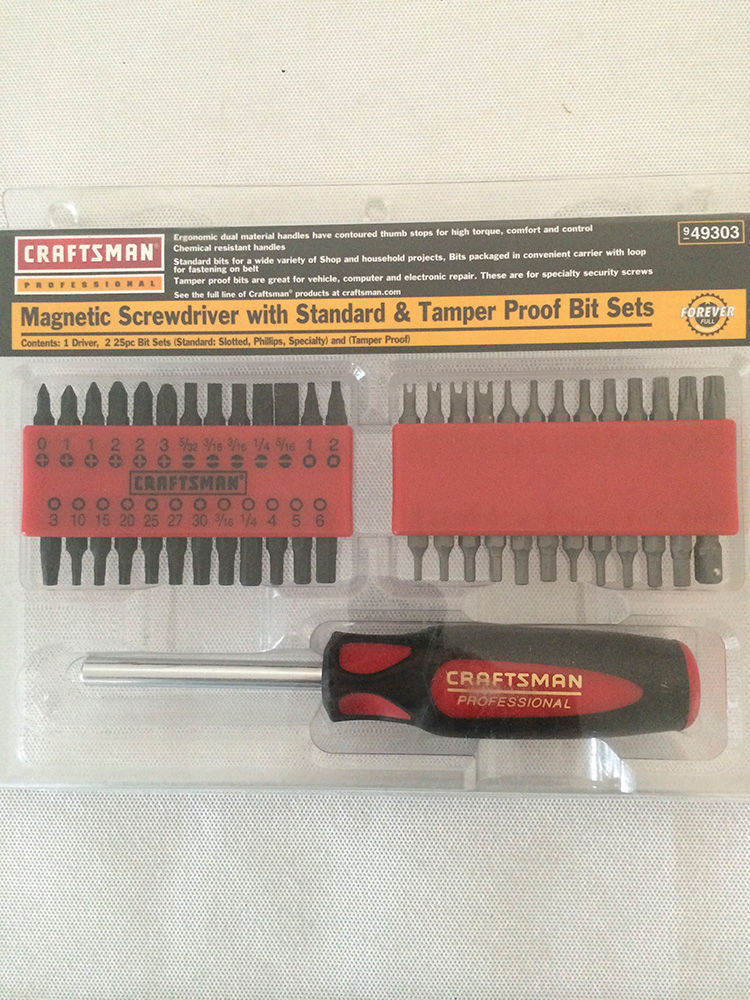 CRAFTSMAN®
PROFESSIONAL
Ergonomic dual material handles have contoured thumb stops for high torque, comfort and control
Chemical resistant handles
Standard bits for a wide variety of Shop and household projects, Bits packaged in convenient carrier with loop
for fastening on belt
Tamper proof bits are great for vehicle, computer and electronic repair. These are for specialty security screws
See the full line of Craftsman® products at craftsman.com
949303
Magnetic Screwdriver with Standard & Tamper Proof Bit Sets
Contents: 1 Driver, 2 25pc Bit Sets (Standard: Slotted, Phillips, Specialty) and (Tamper Proof)
FOREVER
FULL
0 1 1 2 2 3 5/32 3/16 3/16 1/4 1 2
CRAFTSMAN®
3 10 15 20 25 27 30 3/16 1/4 4 5 6
CRAFTSMAN
PROFESSIONAL